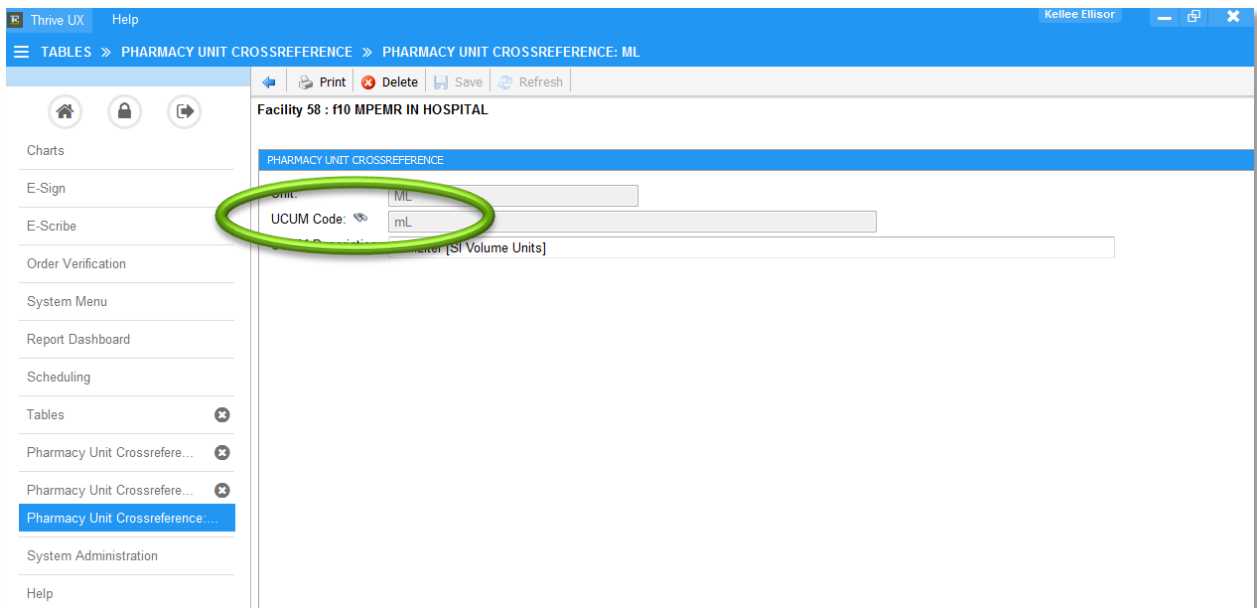 Thrive UX Help Kellee Ellisor
TABLES » PHARMACY UNIT CROSSREFERENCE » PHARMACY UNIT CROSSREFERENCE: ML
Print Delete Save Refresh
Facility 58 : f10 MPEMR IN HOSPITAL
Charts
E-Sign
E-Scribe
Order Verification
System Menu
Report Dashboard
Scheduling
Tables
Pharmacy Unit Crossrefere...
Pharmacy Unit Crossrefere...
Pharmacy Unit Crossreference:...
System Administration
Help
PHARMACY UNIT CROSSREFERENCE
Unit: ML
UCUM Code: mL
[SI Volume Units]